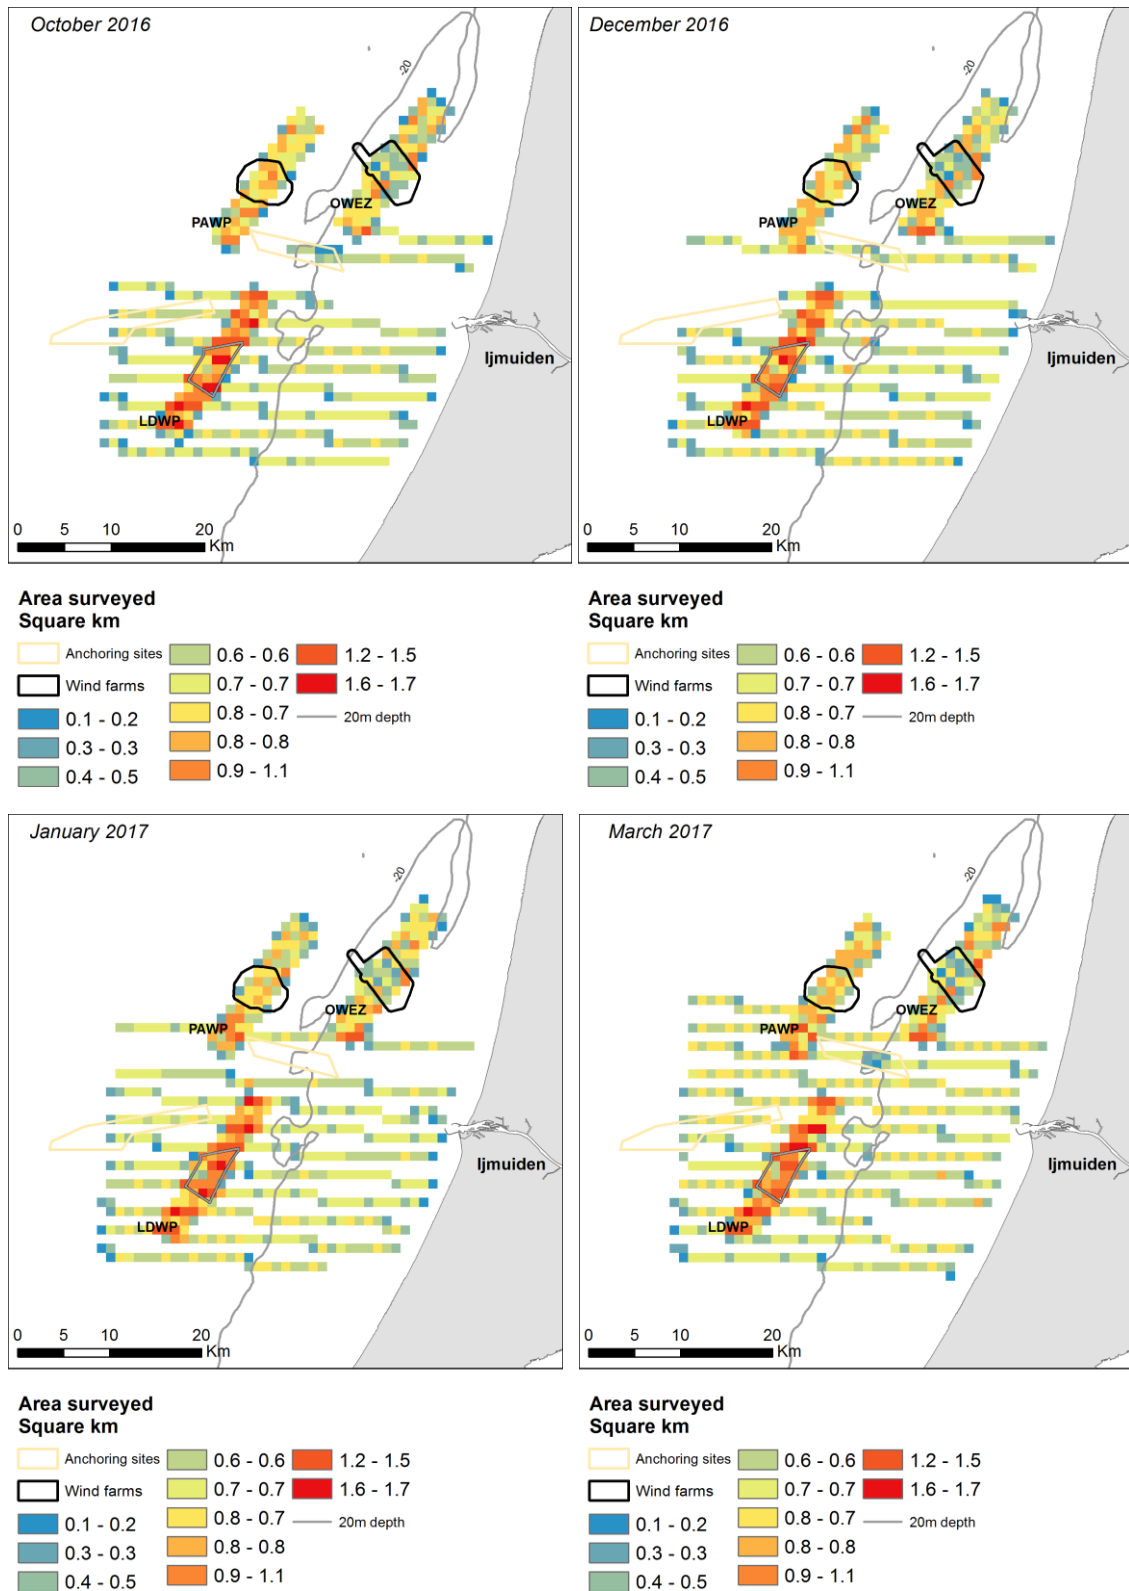 October 2016
-20
PAWP
OWEZ
Ijmuiden
LDWP
0 5 10 20
Km
December 2016
-20
PAWP
OWEZ
Ijmuiden
LDWP
0 5 10 20
Km
Area surveyed
Square km
Anchoring sites
Wind farms
0.1 - 0.2
0.3 - 0.3
0.4 - 0.5
0.6 - 0.6
0.7 - 0.7
0.8 - 0.7
0.8 - 0.8
0.9 - 1.1
1.2 - 1.5
1.6 - 1.7
20m depth
Area surveyed
Square km
Anchoring sites
Wind farms
0.1 - 0.2
0.3 - 0.3
0.4 - 0.5
0.6 - 0.6
0.7 - 0.7
0.8 - 0.7
0.8 - 0.8
0.9 - 1.1
1.2 - 1.5
1.6 - 1.7
20m depth
January 2017
-20
PAWP
OWEZ
Ijmuiden
LDWP
0 5 10 20
Km
March 2017
-20
PAWP
OWEZ
Ijmuiden
LDWP
0 5 10 20
Km
Area surveyed
Square km
Anchoring sites
Wind farms
0.1 - 0.2
0.3 - 0.3
0.4 - 0.5
0.6 - 0.6
0.7 - 0.7
0.8 - 0.7
0.8 - 0.8
0.9 - 1.1
1.2 - 1.5
1.6 - 1.7
20m depth
Area surveyed
Square km
Anchoring sites
Wind farms
0.1 - 0.2
0.3 - 0.3
0.4 - 0.5
0.6 - 0.6
0.7 - 0.7
0.8 - 0.7
0.8 - 0.8
0.9 - 1.1
1.2 - 1.5
1.6 - 1.7
20m depth